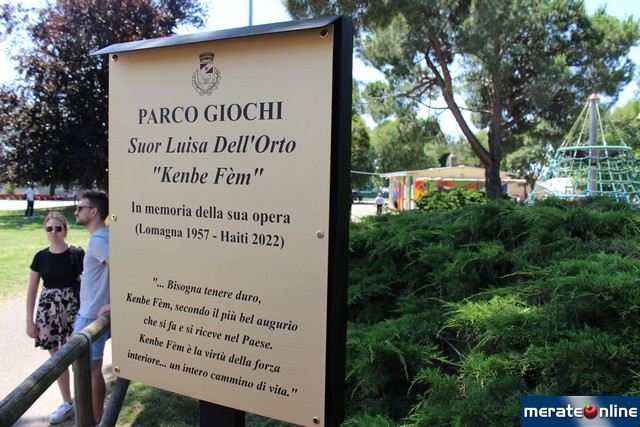 PARCO GIOCHI
Suor Luisa Dell'Orto
"Kenbe Fèm"
In memoria della sua opera
(Lomagna 1957 - Haiti 2022)
"... Bisogna tenere duro,
Kenbe Fèm, secondo il più bel augurio
che si fa e si riceve nel Paese.
Kenbe Fèm è la virtù della forza
interiore... un intero cammino di vita."
merateonline